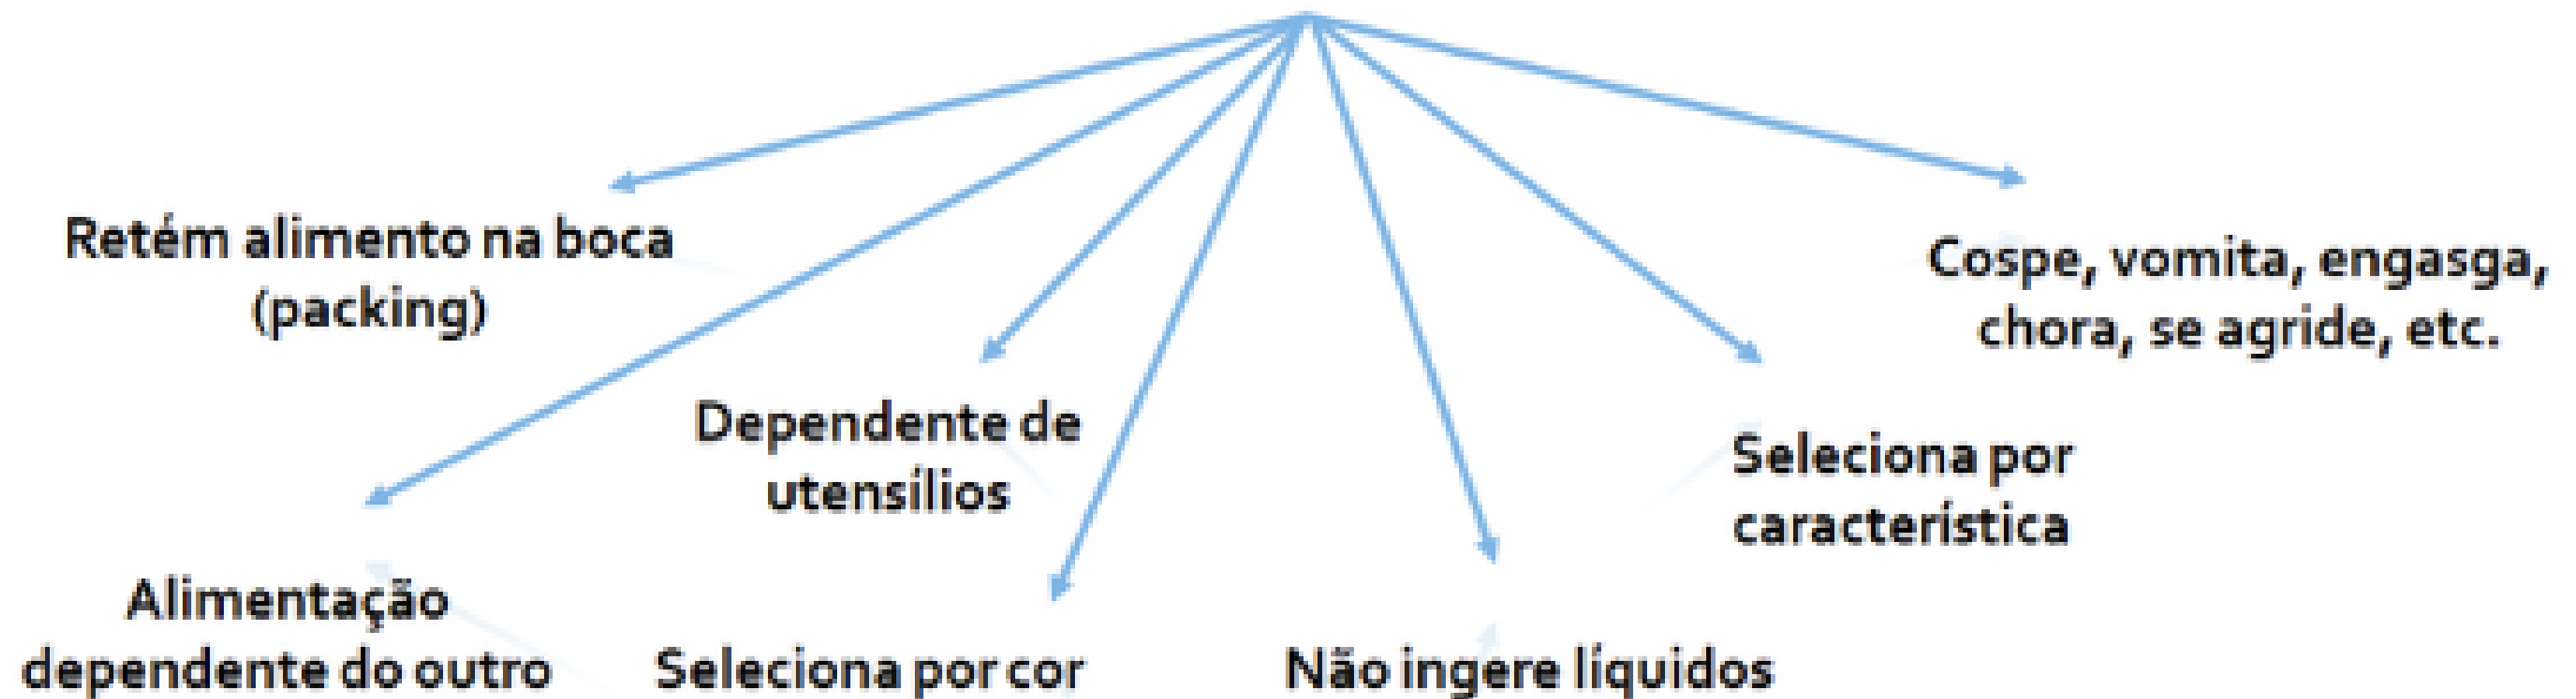 Retém alimento na boca
(packing)
Cospe, vomita, engasga,
chora, se agride, etc.
Dependente de
utensílios
Seleciona por
característica
Alimentação
dependente do outro
Seleciona por cor
Não ingere líquidos